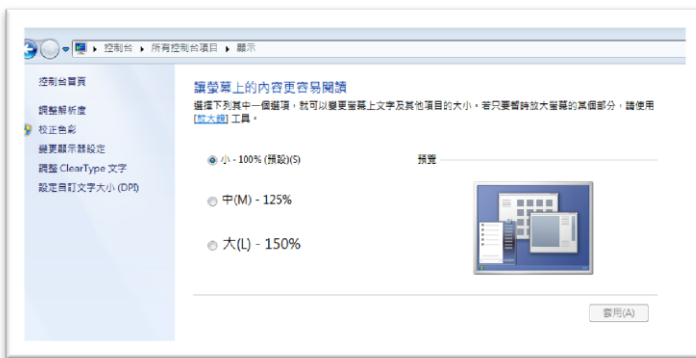 控制台 ▸ 所有控制台項目 ▸ 顯示
控制台首頁
調整解析度
校正色彩
變更顯示器設定
調整 ClearType 文字
設定自訂文字大小 (DPI)
讓螢幕上的內容更容易閱讀
選擇下列其中一個選項，就可以變更螢幕上文字及其他項目的大小。若只要暫時放大螢幕的某個部分，請使用
[放大鏡] 工具。
小 - 100% (預設)(S)
預覽
中(M) - 125%
大(L) - 150%
套用(A)